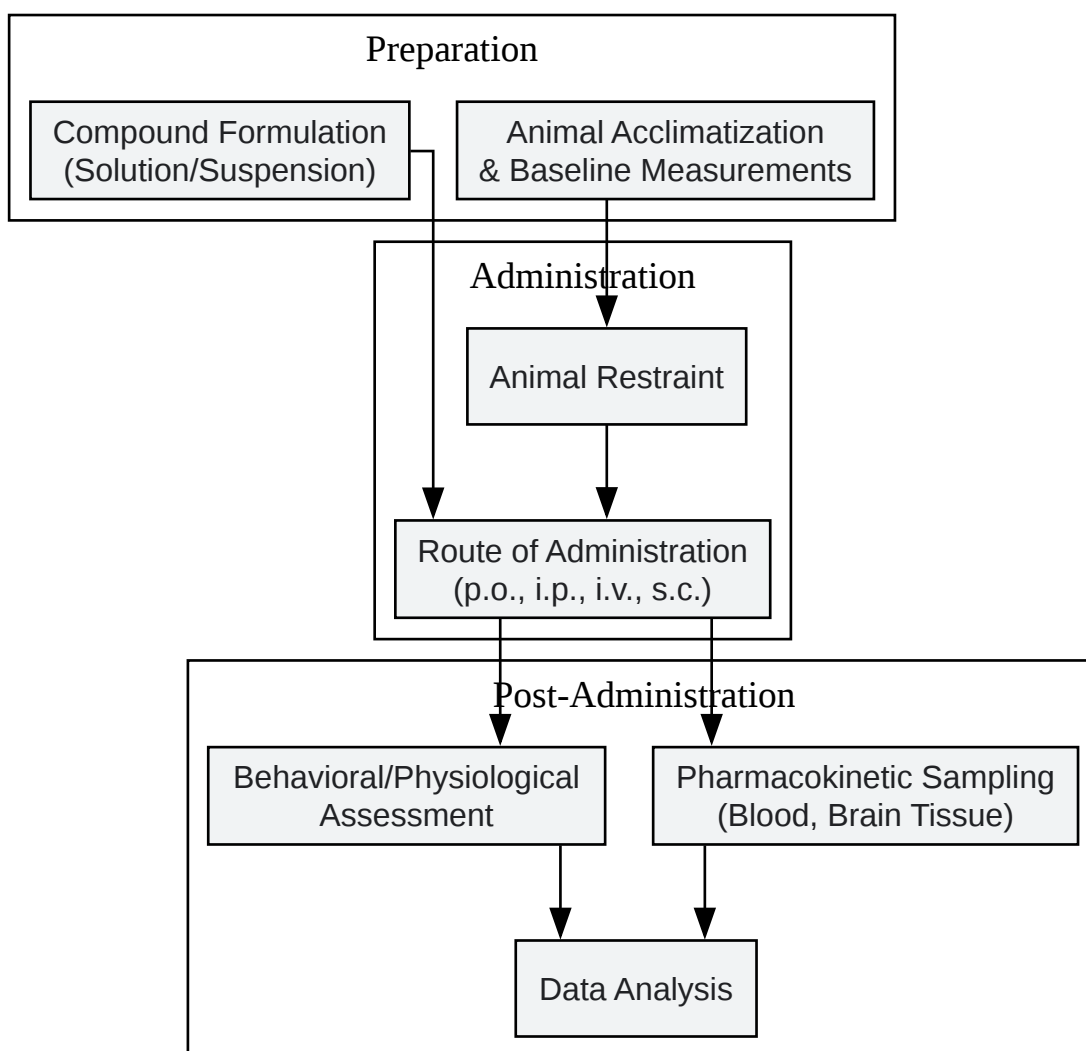 Preparation
Compound Formulation
(Solution/Suspension)
Animal Acclimatization
& Baseline Measurements
Administration
Animal Restraint
Route of Administration
(p.o., i.p., i.v., s.c.)
Post-Administration
Behavioral/Physiological
Assessment
Pharmacokinetic Sampling
(Blood, Brain Tissue)
Data Analysis